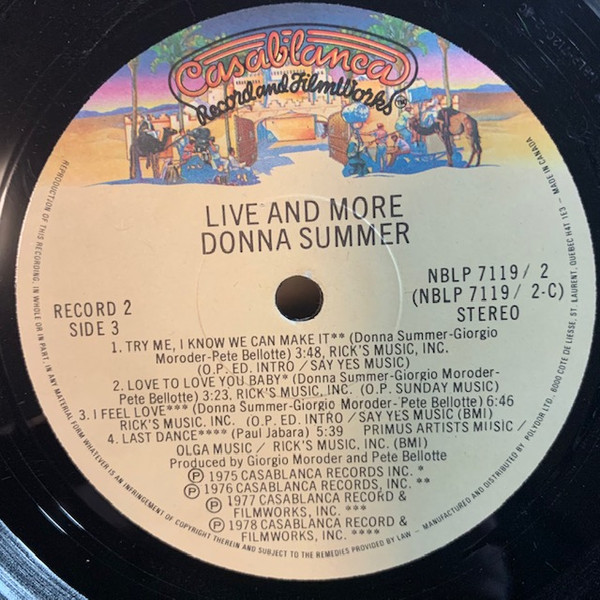 Casablanca
Record and FilmWorks
LIVE AND MORE
DONNA SUMMER
NBLP 7119/ 2
(NBLP 7119/ 2-C)
STEREO
RECORD 2
SIDE 3
1. TRY ME, I KNOW WE CAN MAKE IT** (Donna Summer-Giorgio
Moroder-Pete Bellotte) 3:48, RICK'S MUSIC, INC.
(O.P. ED. INTRO / SAY YES MUSIC)
2. LOVE TO LOVE YOU BABY* (Donna Summer-Giorgio Moroder-
Pete Bellotte) 3:23, RICK'S MUSIC, INC. (O.P. SUNDAY MUSIC)
3. I FEEL LOVE*** (Donna Summer-Giorgio Moroder-Pete Bellotte) 6:46
RICK'S MUSIC, INC. (O.P. ED. INTRO / SAY YES MUSIC (BMI)
4. LAST DANCE**** (Paul Jabara) 5:39 PRIMUS ARTISTS MUSIC /
OLGA MUSIC / RICK'S MUSIC, INC. (BMI)
Produced by Giorgio Moroder and Pete Bellotte
℗ 1975 CASABLANCA RECORDS INC. *
℗ 1976 CASABLANCA RECORDS, INC. **
℗ 1977 CASABLANCA RECORD &
FILMWORKS, INC. ***
℗ 1978 CASABLANCA RECORD &
FILMWORKS, INC. ****
REPRODUCTION OF THIS RECORDING, IN WHOLE OR IN PART, IN ANY MATERIAL FORM WHATEVER IS AN INFRINGEMENT OF COPYRIGHT THEREIN AND SUBJECT TO THE REMEDIES PROVIDED BY LAW – MANUFACTURED AND DISTRIBUTED BY POLYDOR LTD., 6000 COTE DE LIESSE, ST. LAURENT, QUEBEC H4T 1E3 – MADE IN CANADA